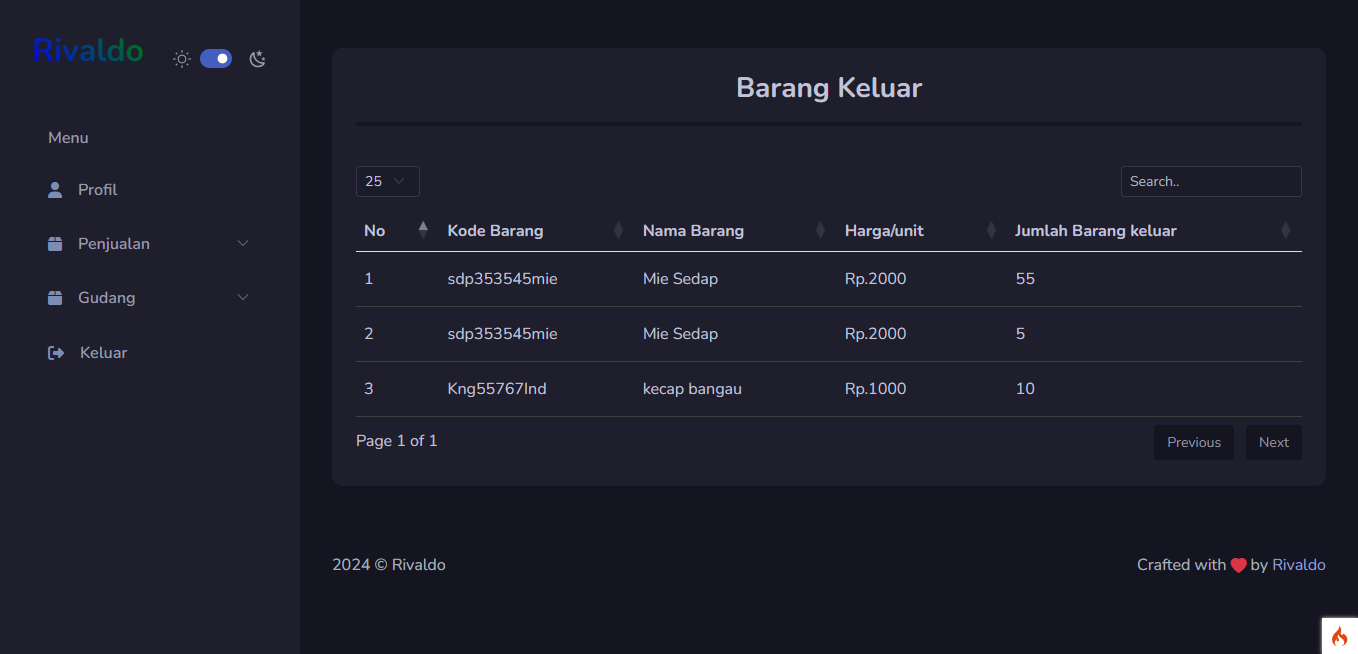 Rivaldo
Menu
Profil
Penjualan
Gudang
Keluar
Barang Keluar
25
Search..
No Kode Barang Nama Barang Harga/unit Jumlah Barang keluar
1 sdp353545mie Mie Sedap Rp.2000 55
2 sdp353545mie Mie Sedap Rp.2000 5
3 Kng55767Ind kecap bangau Rp.1000 10
Page 1 of 1
Previous Next
2024 © Rivaldo
Crafted with ❤ by Rivaldo